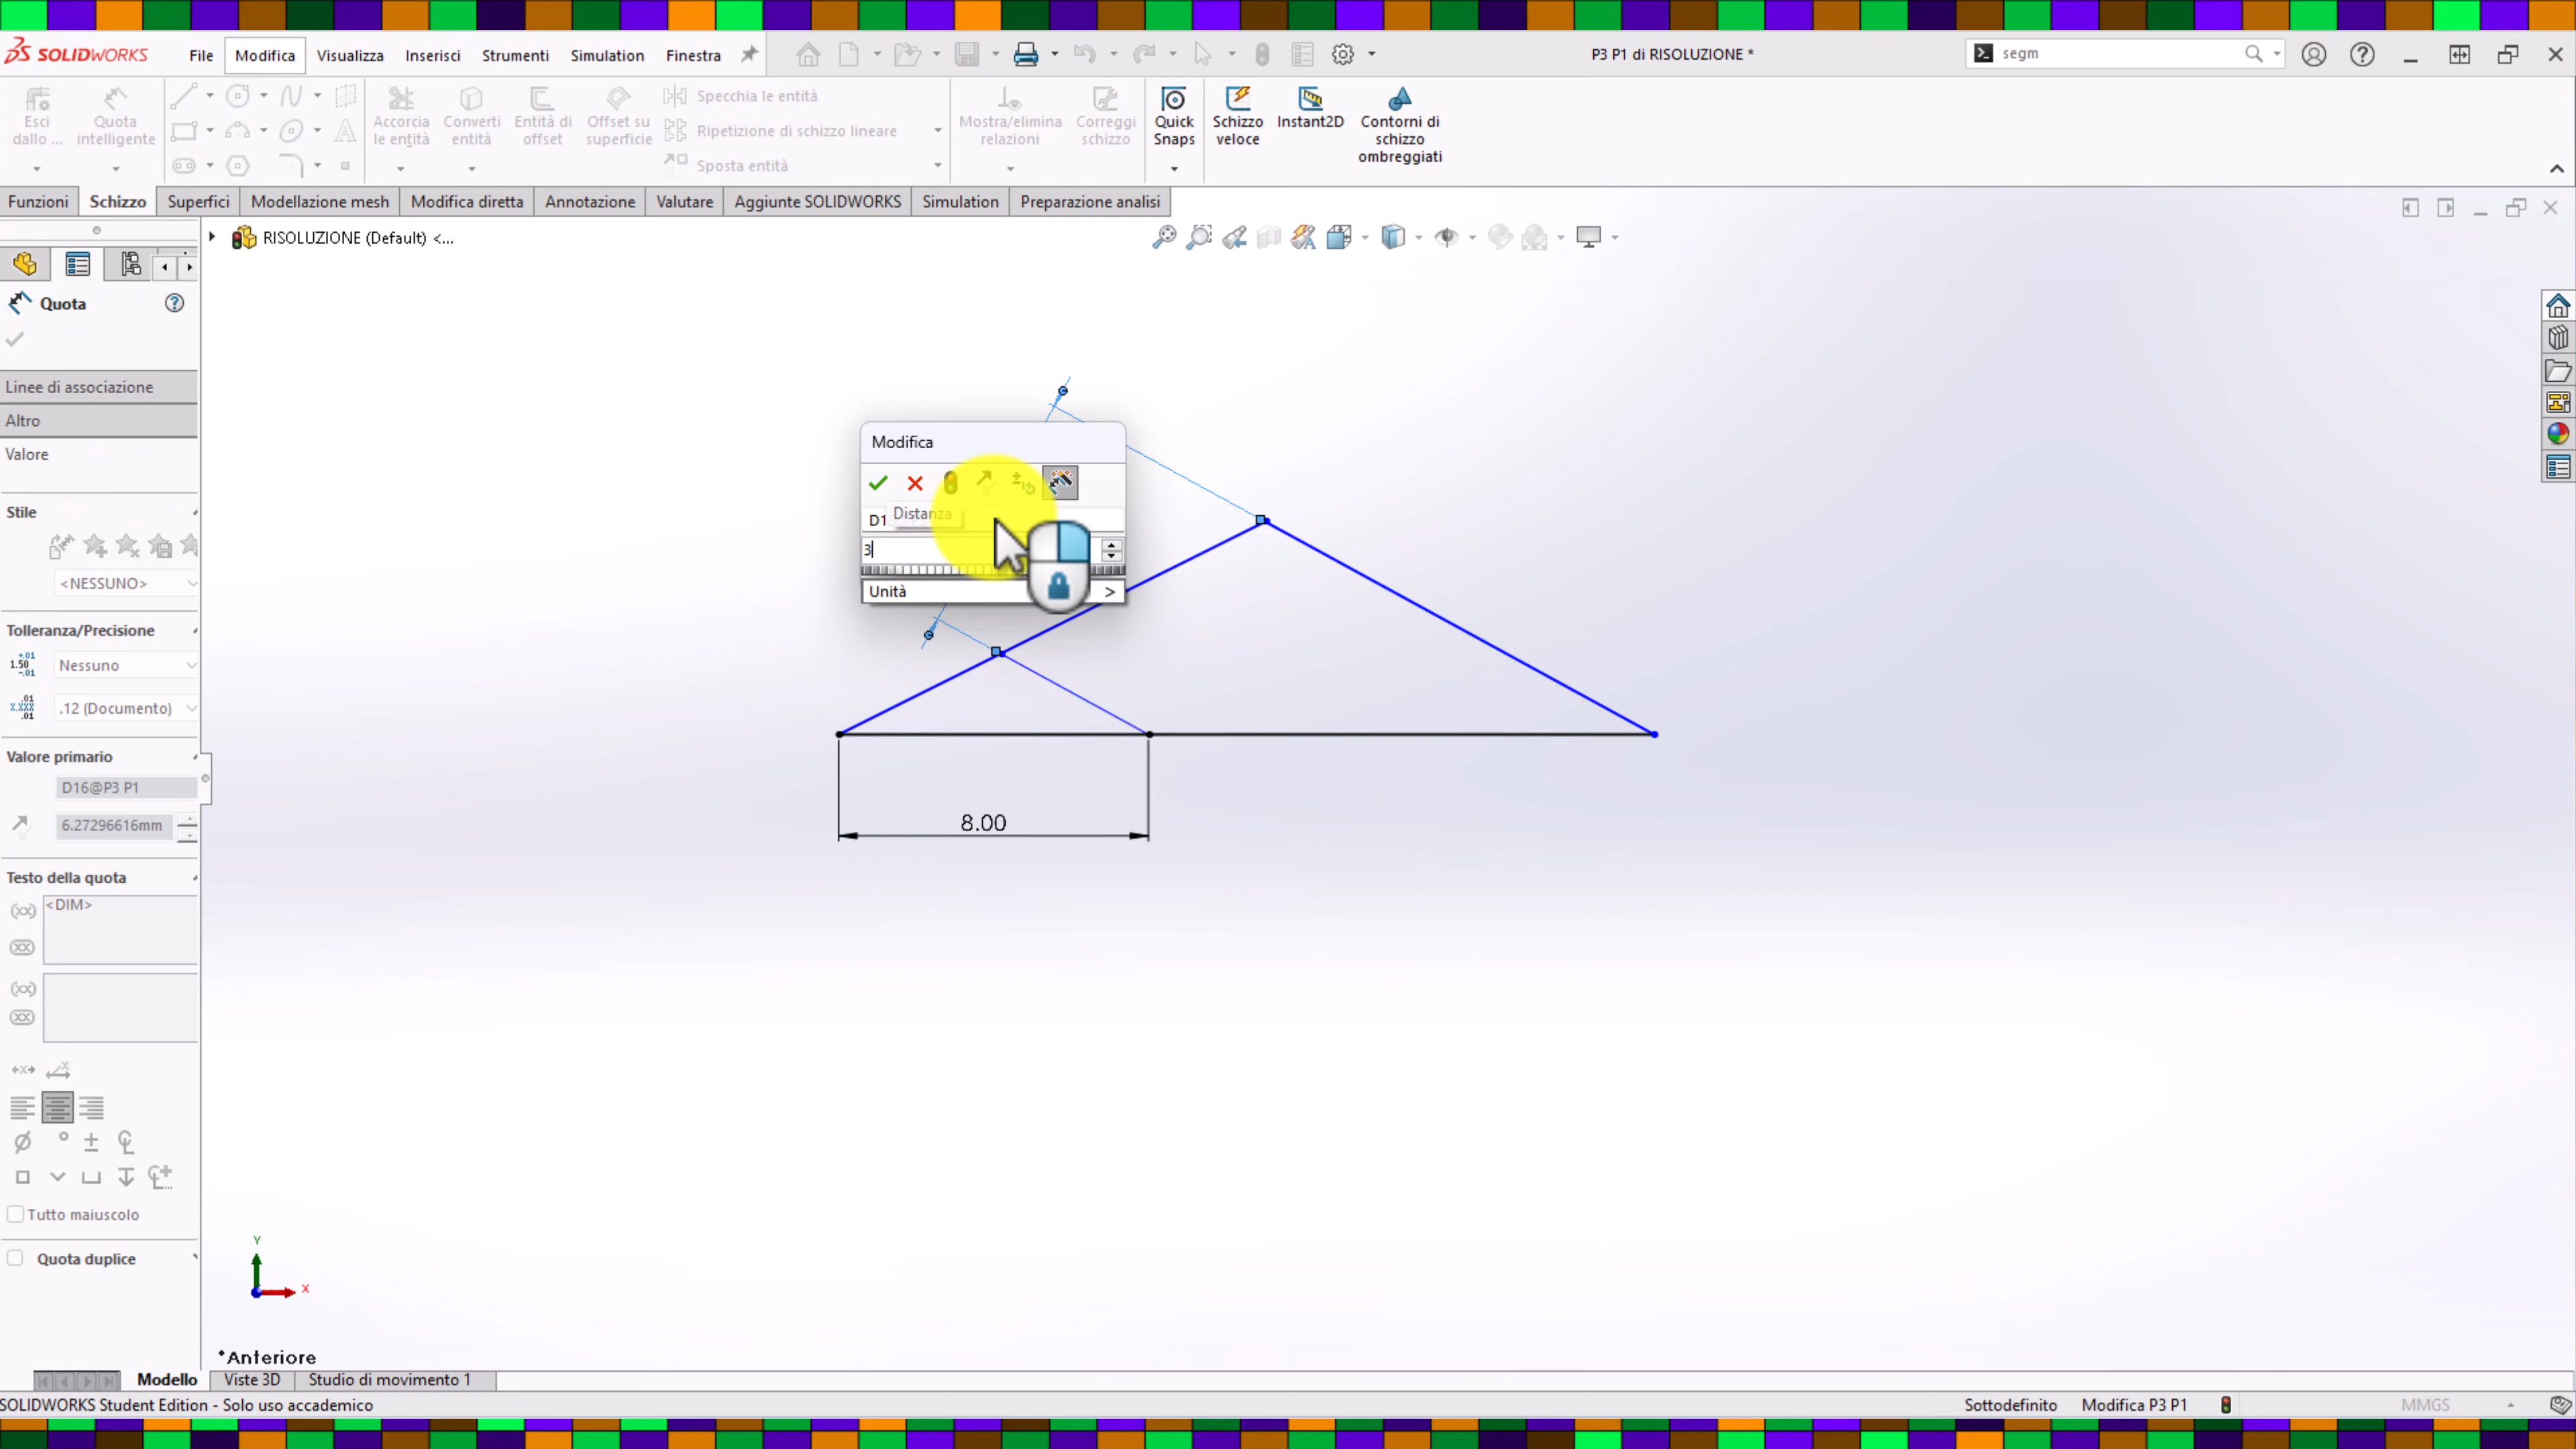 SOLIDWORKS File Modifica Visualizza Inserisci Strumenti Simulation Finestra P3 P1 di RISOLUZIONE * segm
Esci dallo ...
Quota intelligente
Accorcia le entità
Converti entità
Entità di offset
Offset su superficie
Specchia le entità
Ripetizione di schizzo lineare
Sposta entità
Mostra/elimina relazioni
Correggi schizzo
Quick Snaps
Schizzo veloce
Instant2D
Contorni di schizzo ombreggiati
Funzioni Schizzo Superfici Modellazione mesh Modifica diretta Annotazione Valutare Aggiunte SOLIDWORKS Simulation Preparazione analisi
RISOLUZIONE (Default) <...
Quota
Linee di associazione
Altro
Valore
Stile
<NESSUNO>
Tolleranza/Precisione
Nessuno
.12 (Documento)
Valore primario
D16@P3 P1
6.27296616mm
Testo della quota
<DIM>
Tutto maiuscolo
Quota duplice
Modifica
D1
Distanza
3
Unità >
8.00
Y
X
*Anteriore
Modello Viste 3D Studio di movimento 1
SOLIDWORKS Student Edition - Solo uso accademico Sottodefinito Modifica P3 P1 MMGS